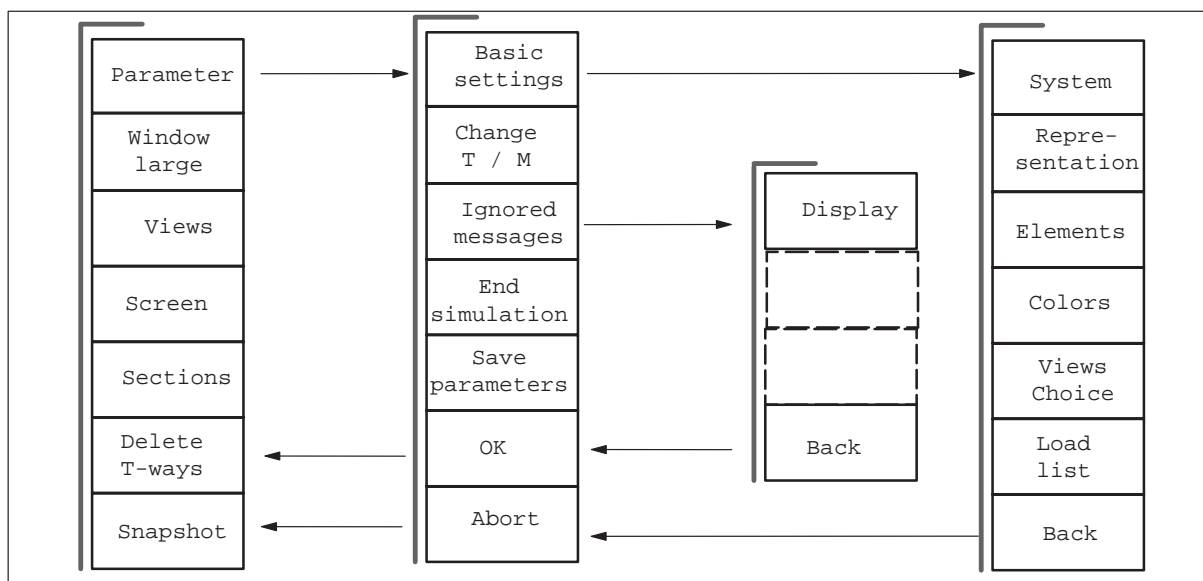 Parameter
Window
large
Views
Screen
Sections
Delete
T-ways
Snapshot
Basic
settings
Change
T / M
Ignored
messages
End
simulation
Save
parameters
OK
Abort
Display
Back
System
Repre-
sentation
Elements
Colors
Views
Choice
Load
list
Back